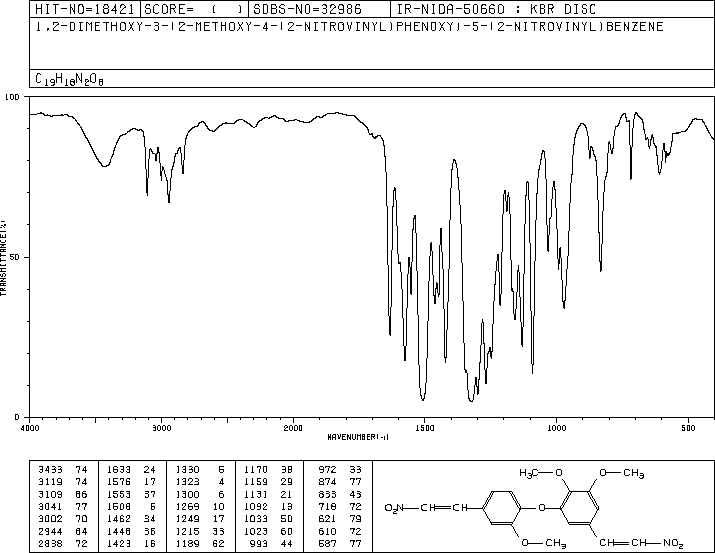 HIT-NO=18421 SCORE= ( ) SDBS-NO=32986 IR-NIDA-50660 : KBR DISC
1,2-DIMETHOXY-3-(2-METHOXY-4-(2-NITROVINYL)PHENOXY)-5-(2-NITROVINYL)BENZENE
C19H18N2O8
100
50
0
TRANSMITTANCE(%)
4000 3000 2000 1500 1000 500
WAVENUMBER(-1)
3433 74 1633 24 1330 5 1170 38 972 33
3119 74 1576 17 1323 4 1159 29 874 77
3109 66 1553 37 1300 6 1131 21 833 43
3041 77 1508 5 1269 10 1092 13 718 72
3002 70 1462 34 1249 17 1033 50 621 79
2944 64 1448 36 1215 33 1023 60 610 72
2838 72 1423 16 1189 62 993 44 587 77
H3C O O CH3
O2N CH CH O
O CH3 CH CH NO2